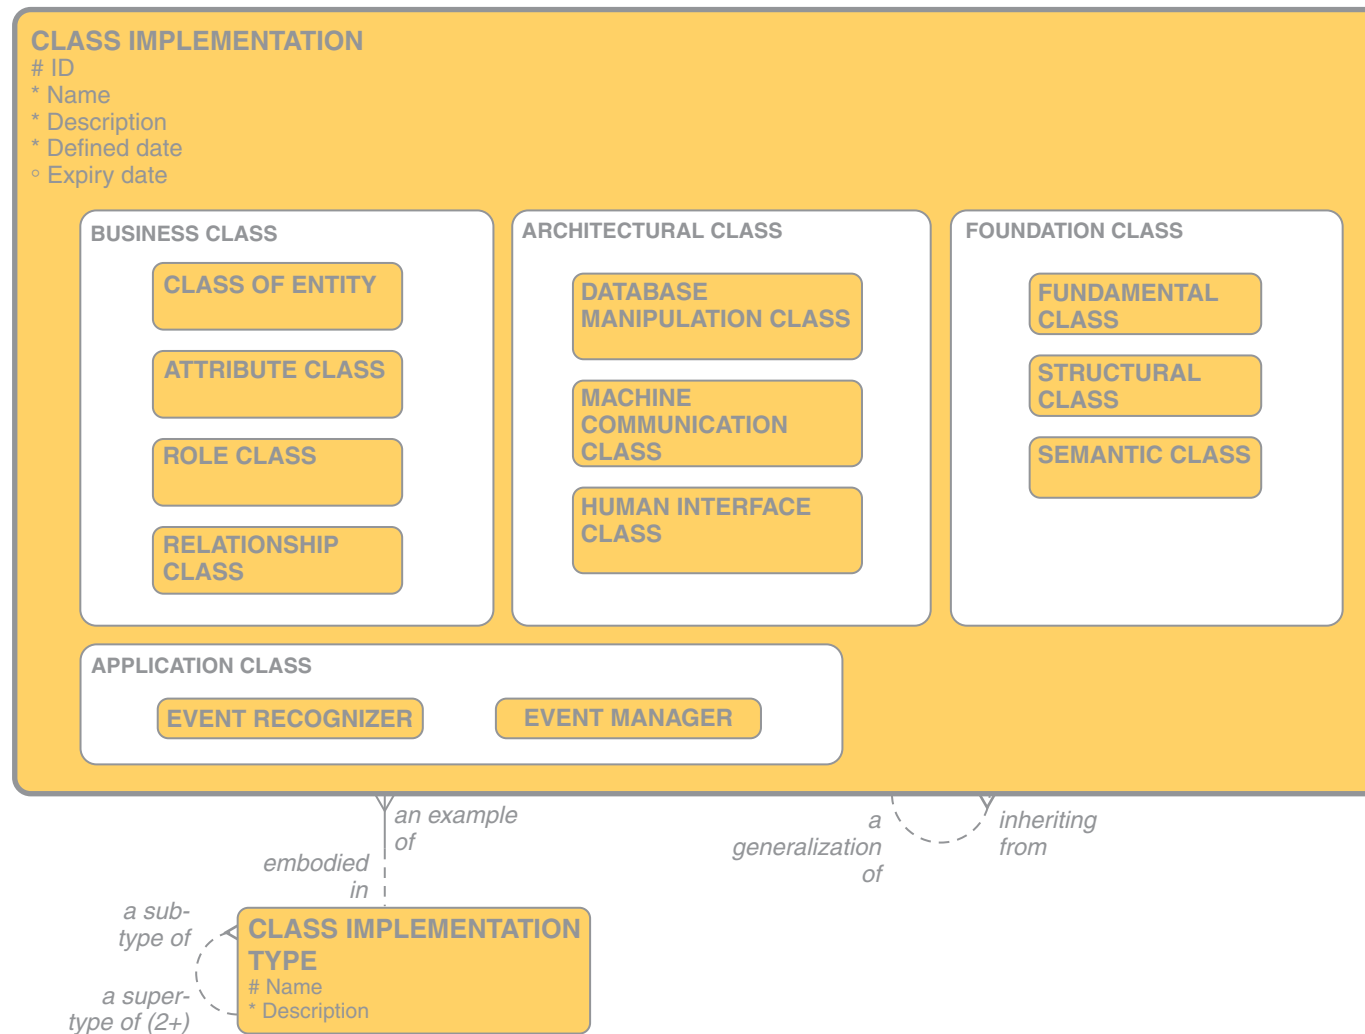 CLASS IMPLEMENTATION
# ID
* Name
* Description
* Defined date
° Expiry date
BUSINESS CLASS
CLASS OF ENTITY
ATTRIBUTE CLASS
ROLE CLASS
RELATIONSHIP
CLASS
ARCHITECTURAL CLASS
DATABASE
MANIPULATION CLASS
MACHINE
COMMUNICATION
CLASS
HUMAN INTERFACE
CLASS
FOUNDATION CLASS
FUNDAMENTAL
CLASS
STRUCTURAL
CLASS
SEMANTIC CLASS
APPLICATION CLASS
EVENT RECOGNIZER
EVENT MANAGER
an example
of
embodied
in
a
generalization
of
inheriting
from
a sub-
type of
a super-
type of (2+)
CLASS IMPLEMENTATION
TYPE
# Name
* Description